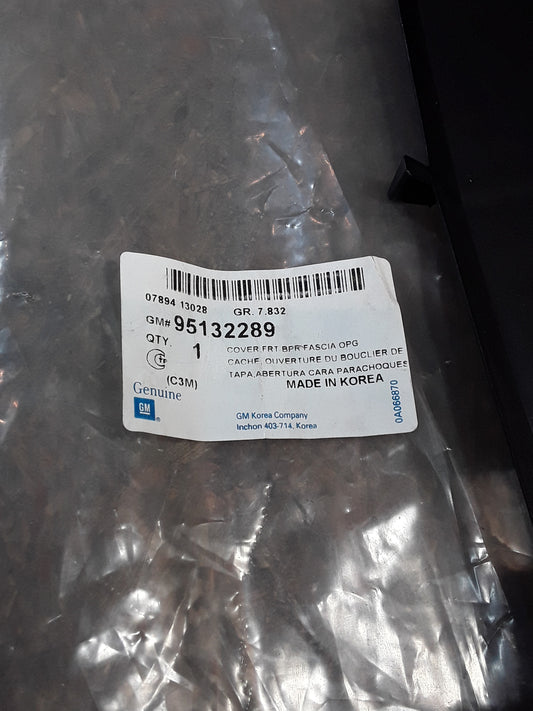 07894 13028 GR. 7.832
GM# 95132289
QTY. 1 COVER,FRT BPR FASCIA OPG
CACHE, OUVERTURE DU BOUCLIER DE
TAPA,ABERTURA CARA PARACHOQUES
(C3M) MADE IN KOREA
Genuine
GM
GM Korea Company
Inchon 403-714, Korea
0A066870